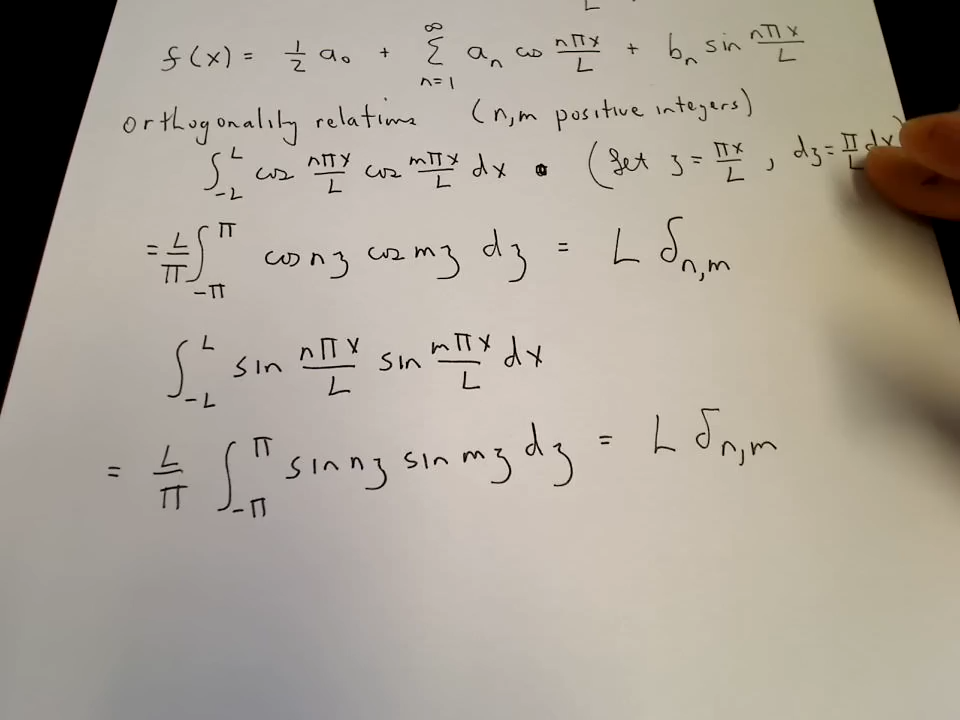 f(x) = 1/2 a₀ + ∞ Σ n=1 aₙ cos nπx/L + bₙ sin nπx/L
orthogonality relations (n,m positive integers)
∫_{-L}^{L} cos nπx/L cos mπx/L dx (Let z = πx/L , dz = π/L dx)
= L/π ∫_{-π}^{π} cos nz cos mz dz = L δ_{n,m}
∫_{-L}^{L} sin nπx/L sin mπx/L dx
= L/π ∫_{-π}^{π} sin nz sin mz dz = L δ_{n,m}